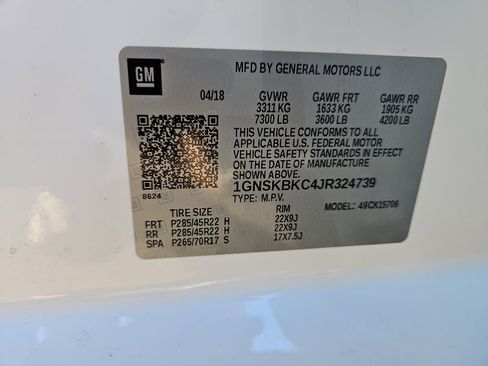 GM
MFD BY GENERAL MOTORS LLC
04/18 GVWR GAWR FRT GAWR RR
3311 KG 1633 KG 1905 KG
7300 LB 3600 LB 4200 LB
THIS VEHICLE CONFORMS TO ALL
APPLICABLE U.S. FEDERAL MOTOR
VEHICLE SAFETY STANDARDS IN EFFECT
ON THE DATE OF MANUFACTURE
SHOWN ABOVE.
1GNSKBKC4JR324739
8624 TYPE: M.P.V. MODEL: 49CK15706
TIRE SIZE RIM
FRT P285/45R22 H 22X9J
RR P285/45R22 H 22X9J
SPA P265/70R17 S 17X7.5J